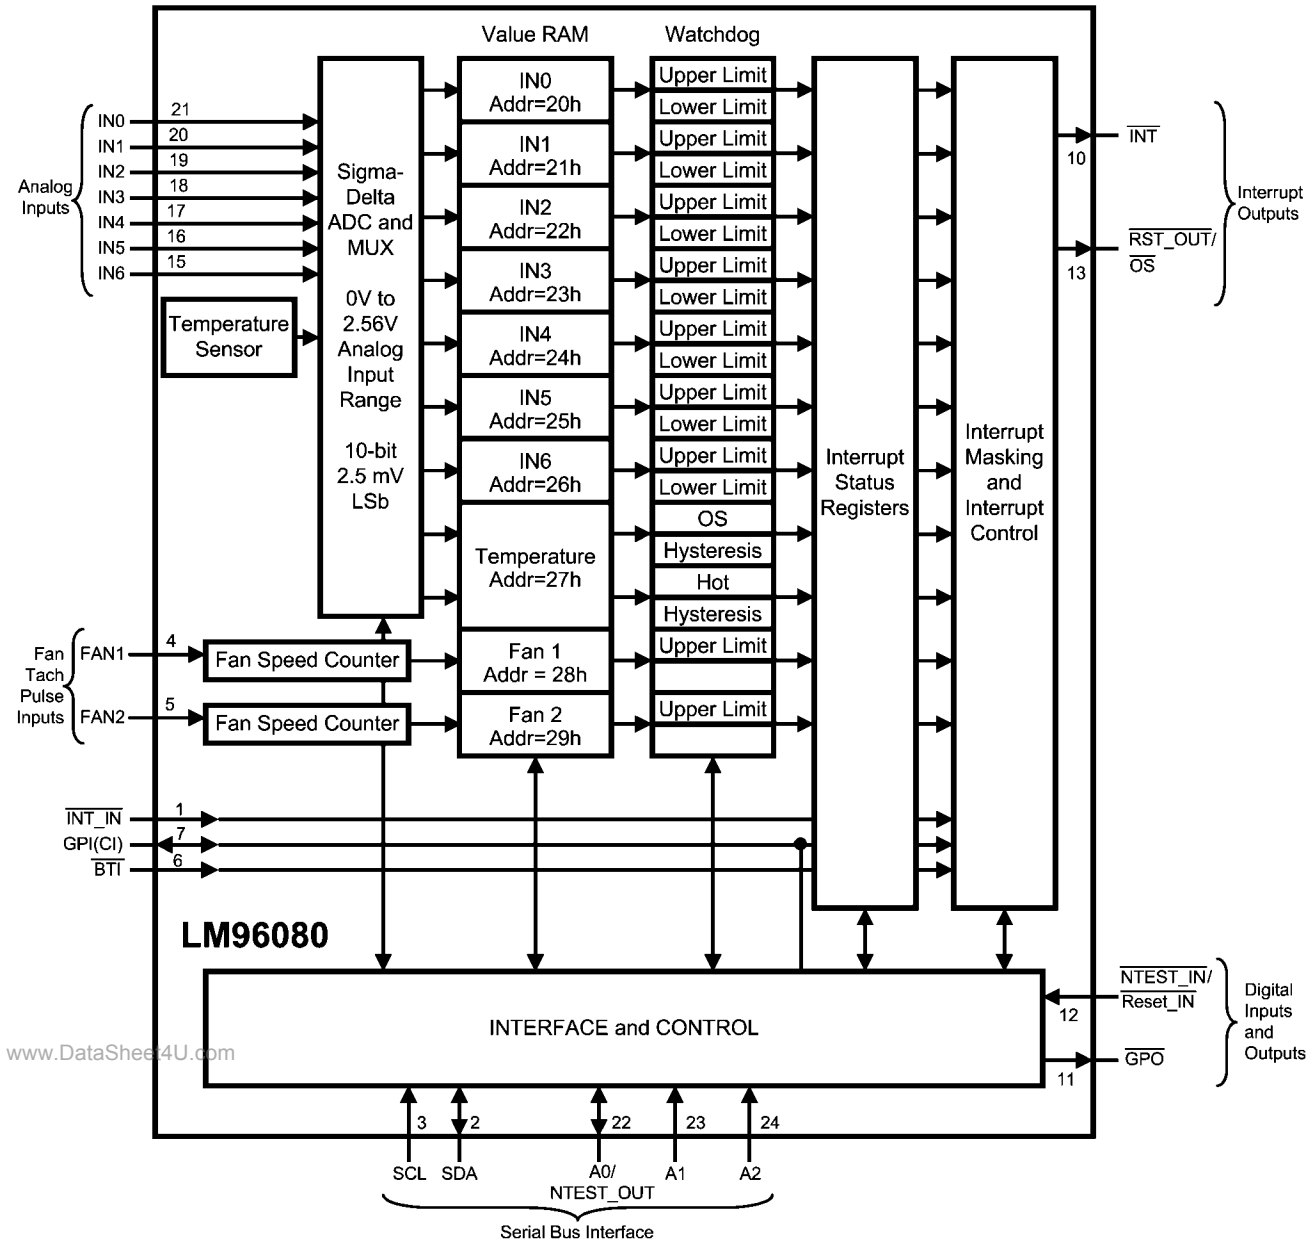 Value RAM
Watchdog
Analog
Inputs
IN0
IN1
IN2
IN3
IN4
IN5
IN6
21
20
19
18
17
16
15
Temperature
Sensor
Sigma-
Delta
ADC and
MUX
0V to
2.56V
Analog
Input
Range
10-bit
2.5 mV
LSb
IN0
Addr=20h
IN1
Addr=21h
IN2
Addr=22h
IN3
Addr=23h
IN4
Addr=24h
IN5
Addr=25h
IN6
Addr=26h
Temperature
Addr=27h
Fan 1
Addr = 28h
Fan 2
Addr=29h
Upper Limit
Lower Limit
Upper Limit
Lower Limit
Upper Limit
Lower Limit
Upper Limit
Lower Limit
Upper Limit
Lower Limit
Upper Limit
Lower Limit
Upper Limit
Lower Limit
OS
Hysteresis
Hot
Hysteresis
Upper Limit
Upper Limit
Interrupt
Status
Registers
Interrupt
Masking
and
Interrupt
Control
INT
10
RST_OUT/
OS
13
Interrupt
Outputs
Fan
Tach
Pulse
Inputs
FAN1
4
FAN2
5
Fan Speed Counter
Fan Speed Counter
INT_IN
1
GPI(CI)
7
BTI
6
LM96080
INTERFACE and CONTROL
NTEST_IN/
Reset_IN
12
GPO
11
Digital
Inputs
and
Outputs
www.DataSheet4U.com
3
2
22
23
24
SCL
SDA
A0/
NTEST_OUT
A1
A2
Serial Bus Interface